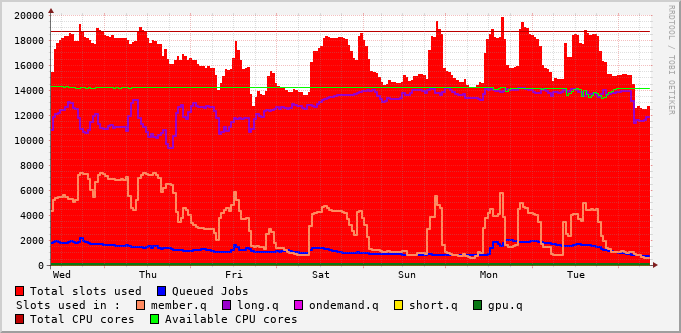 20000
18000
16000
14000
12000
10000
8000
6000
4000
2000
0
Wed Thu Fri Sat Sun Mon Tue
Total slots used Queued Jobs
Slots used in : member.q long.q ondemand.q short.q gpu.q
Total CPU cores Available CPU cores
RRDTOOL / TOBI OETIKER